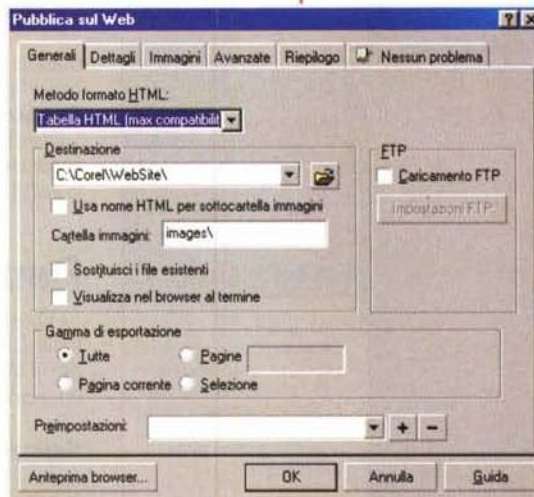 Pubblica sul Web
Generali Dettagli Immagini Avanzate Riepilogo Nessun problema
Metodo formato HTML:
Tabella HTML (max compatibilit
Destinazione
C:\Corel\WebSite\
Usa nome HTML per sottocartella immagini
Cartella immagini: images\
Sostituisci i file esistenti
Visualizza nel browser al termine
FTP
Caricamento FTP
Impostazioni FTP
Gamma di esportazione
Tutte Pagine
Pagina corrente Selezione
Preimpostazioni:
Anteprima browser... OK Annulla Guida